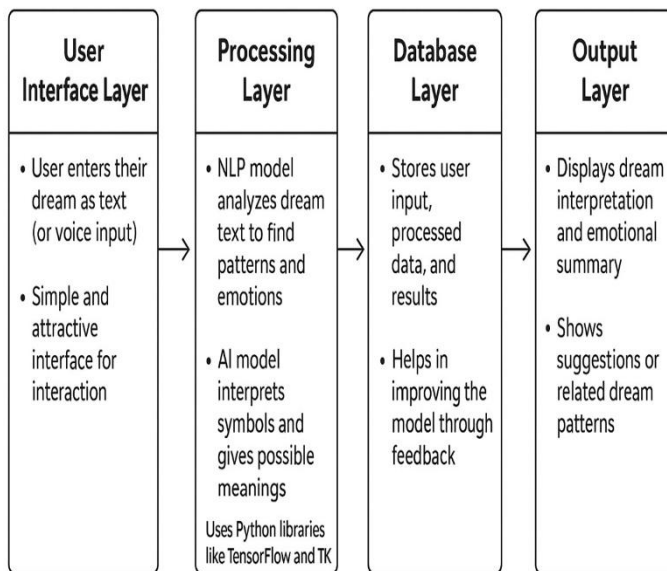 User
Interface Layer
• User enters their
dream as text
(or voice input)
• Simple and
attractive
interface for
interaction
Processing
Layer
• NLP model
analyzes dream
text to find
patterns and
emotions
• AI model
interprets
symbols and
gives possible
meanings
Uses Python libraries
like TensorFlow and TK
Database
Layer
• Stores user
input,
processed
data, and
results
• Helps in
improving the
model through
feedback
Output
Layer
• Displays dream
interpretation
and emotional
summary
• Shows
suggestions or
related dream
patterns